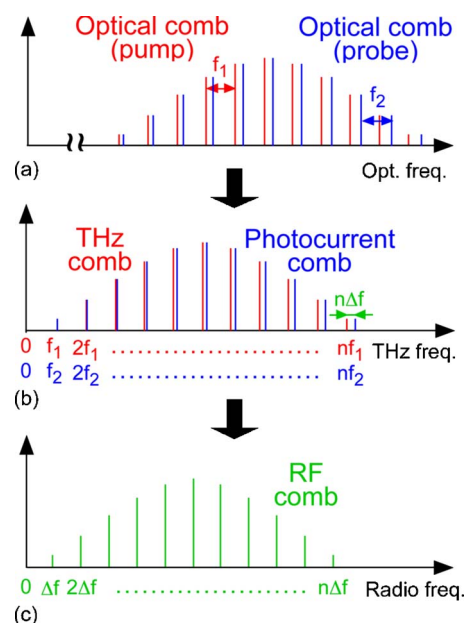 Optical comb Optical comb
(pump) (probe)
f₁
f₂
(a) Opt. freq.
THz Photocurrent
comb comb
nΔf
0 f₁ 2f₁ .................... nf₁ THz freq.
0 f₂ 2f₂ .................... nf₂
(b)
RF
comb
0 Δf 2Δf .................... nΔf Radio freq.
(c)